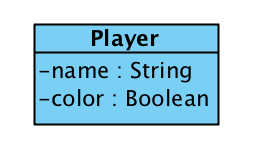 Player
-name : String
-color : Boolean